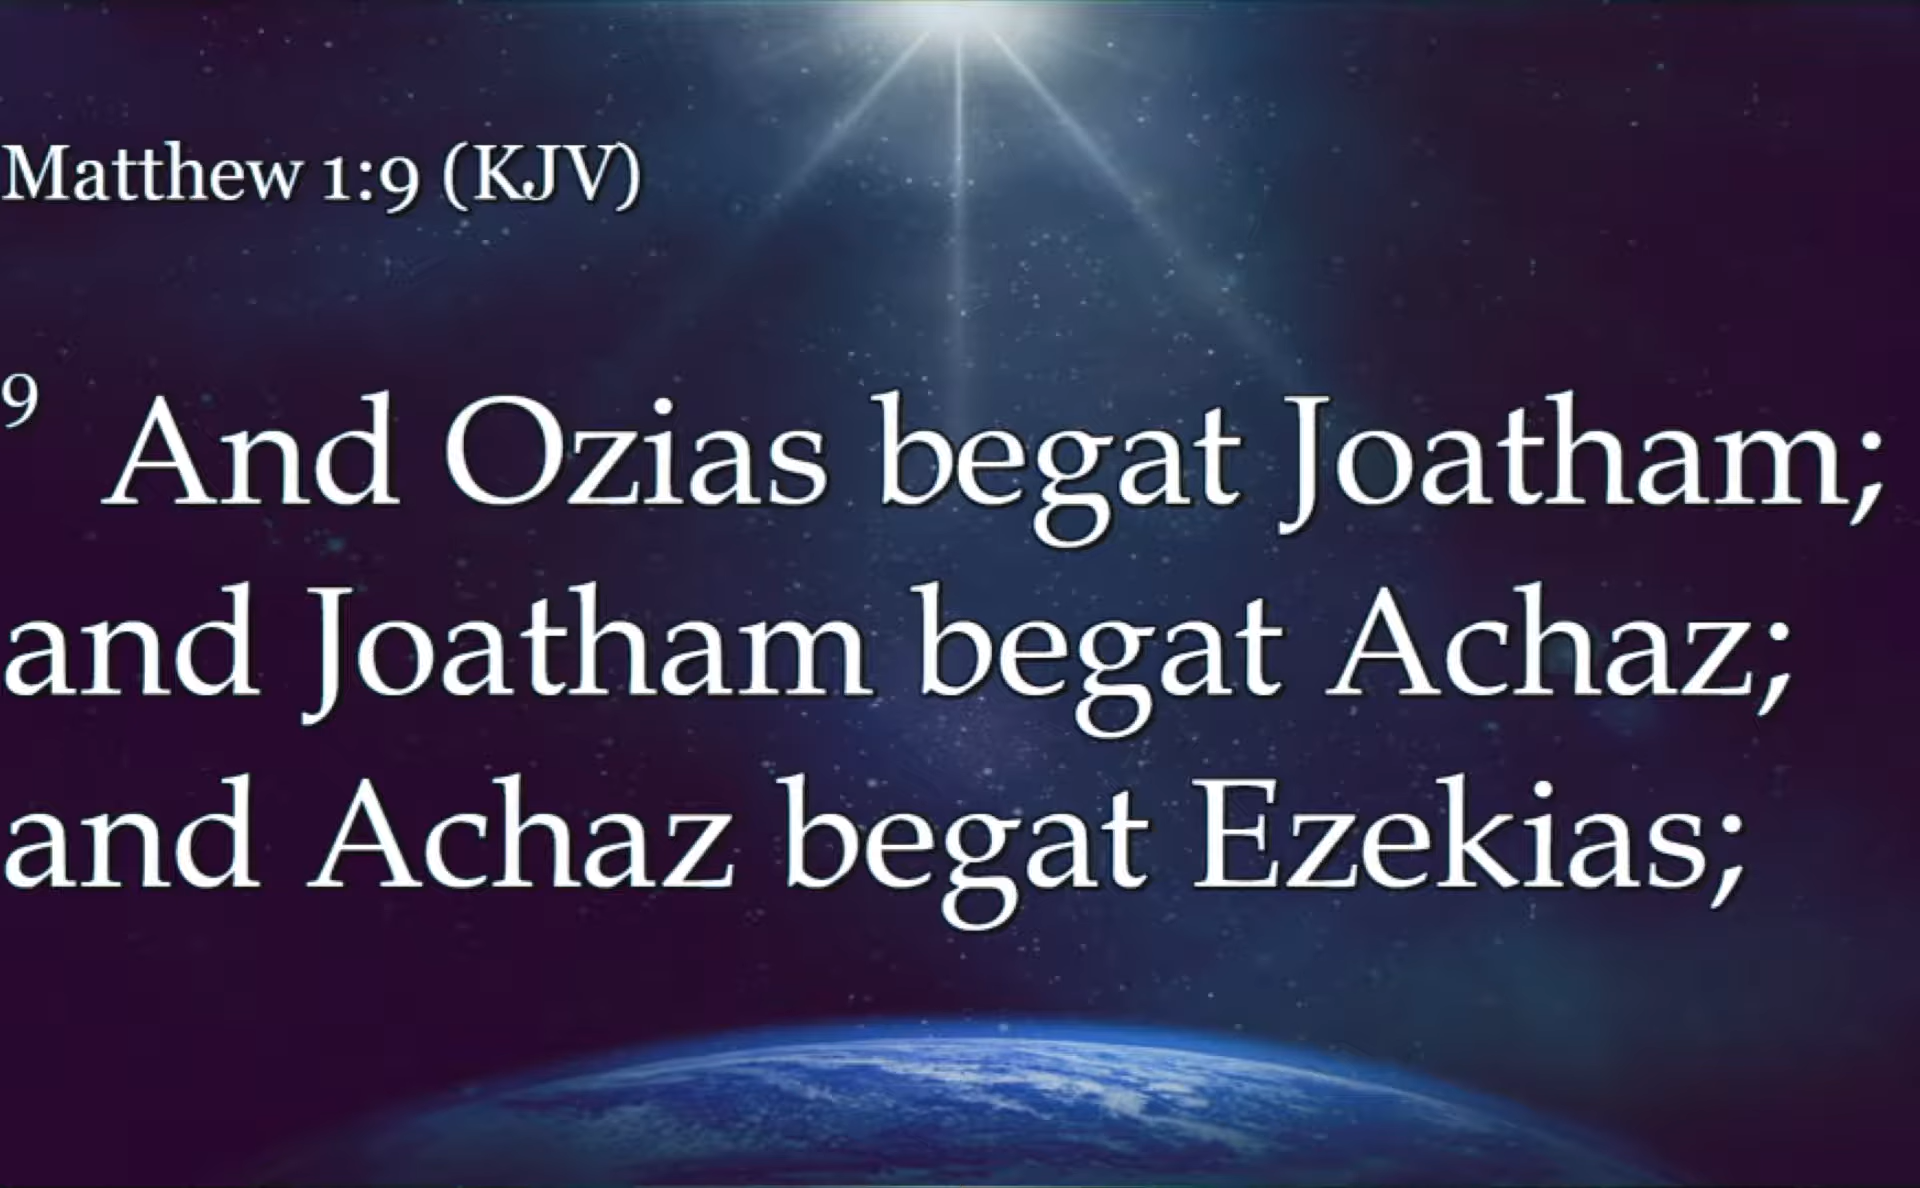 Matthew 1:9 (KJV)
9 And Ozias begat Joatham;
and Joatham begat Achaz;
and Achaz begat Ezekias;